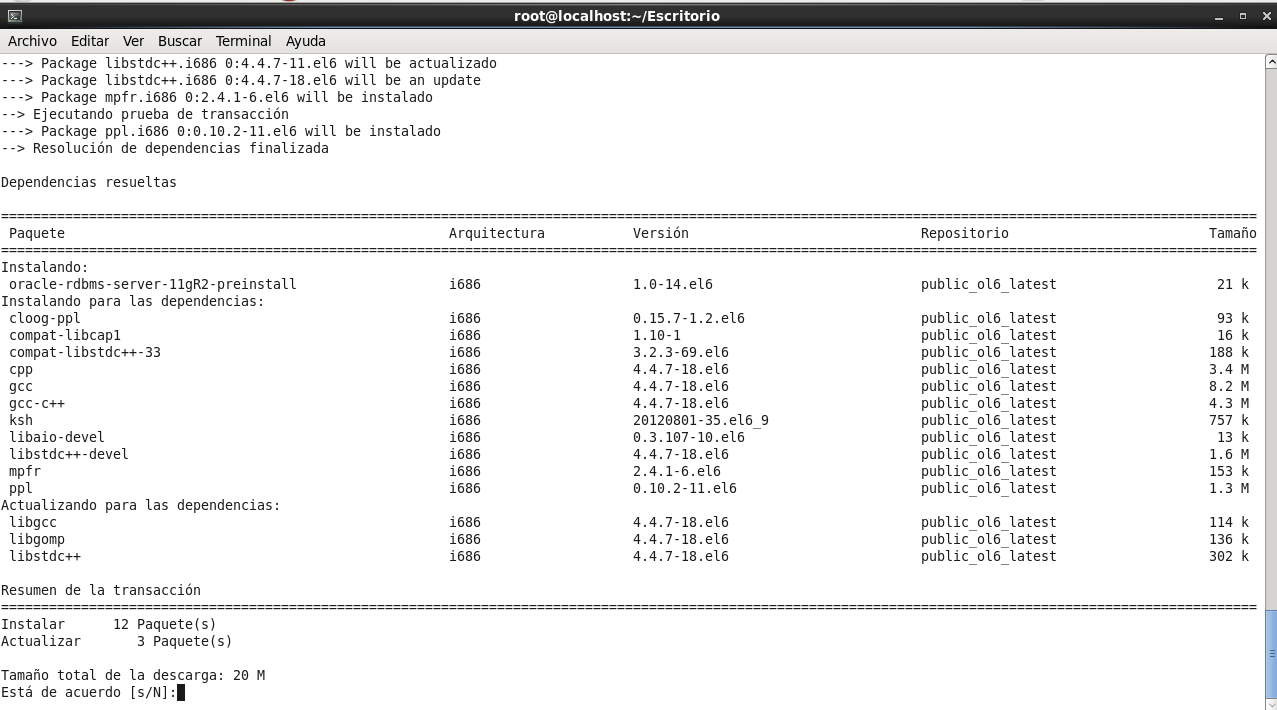 root@localhost:~/Escritorio
Archivo Editar Ver Buscar Terminal Ayuda
---> Package libstdc++.i686 0:4.4.7-11.el6 will be actualizado
---> Package libstdc++.i686 0:4.4.7-18.el6 will be an update
---> Package mpfr.i686 0:2.4.1-6.el6 will be instalado
--> Ejecutando prueba de transacción
---> Package ppl.i686 0:0.10.2-11.el6 will be instalado
--> Resolución de dependencias finalizada
Dependencias resueltas
================================================================================
Paquete Arquitectura Versión Repositorio Tamaño
================================================================================
Instalando:
oracle-rdbms-server-11gR2-preinstall i686 1.0-14.el6 public_ol6_latest 21 k
Instalando para las dependencias:
cloog-ppl i686 0.15.7-1.2.el6 public_ol6_latest 93 k
compat-libcap1 i686 1.10-1 public_ol6_latest 16 k
compat-libstdc++-33 i686 3.2.3-69.el6 public_ol6_latest 188 k
cpp i686 4.4.7-18.el6 public_ol6_latest 3.4 M
gcc i686 4.4.7-18.el6 public_ol6_latest 8.2 M
gcc-c++ i686 4.4.7-18.el6 public_ol6_latest 4.3 M
ksh i686 20120801-35.el6_9 public_ol6_latest 757 k
libaio-devel i686 0.3.107-10.el6 public_ol6_latest 13 k
libstdc++-devel i686 4.4.7-18.el6 public_ol6_latest 1.6 M
mpfr i686 2.4.1-6.el6 public_ol6_latest 153 k
ppl i686 0.10.2-11.el6 public_ol6_latest 1.3 M
Actualizando para las dependencias:
libgcc i686 4.4.7-18.el6 public_ol6_latest 114 k
libgomp i686 4.4.7-18.el6 public_ol6_latest 136 k
libstdc++ i686 4.4.7-18.el6 public_ol6_latest 302 k
Resumen de la transacción
================================================================================
Instalar 12 Paquete(s)
Actualizar 3 Paquete(s)
Tamaño total de la descarga: 20 M
Está de acuerdo [s/N]: